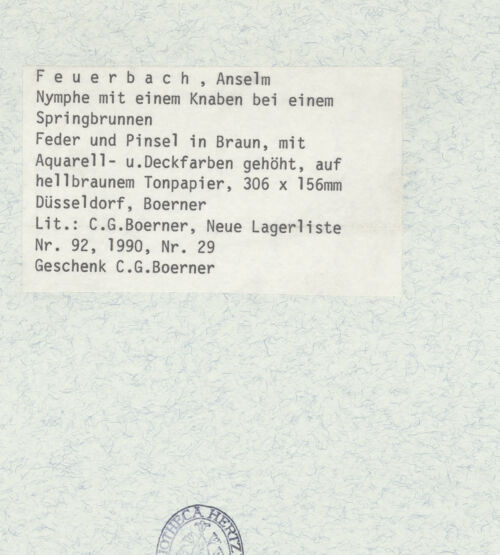 F e u e r b a c h , Anselm
Nymphe mit einem Knaben bei einem
Springbrunnen
Feder und Pinsel in Braun, mit
Aquarell- u.Deckfarben gehöht, auf
hellbraunem Tonpapier, 306 x 156mm
Düsseldorf, Boerner
Lit.: C.G.Boerner, Neue Lagerliste
Nr. 92, 1990, Nr. 29
Geschenk C.G.Boerner